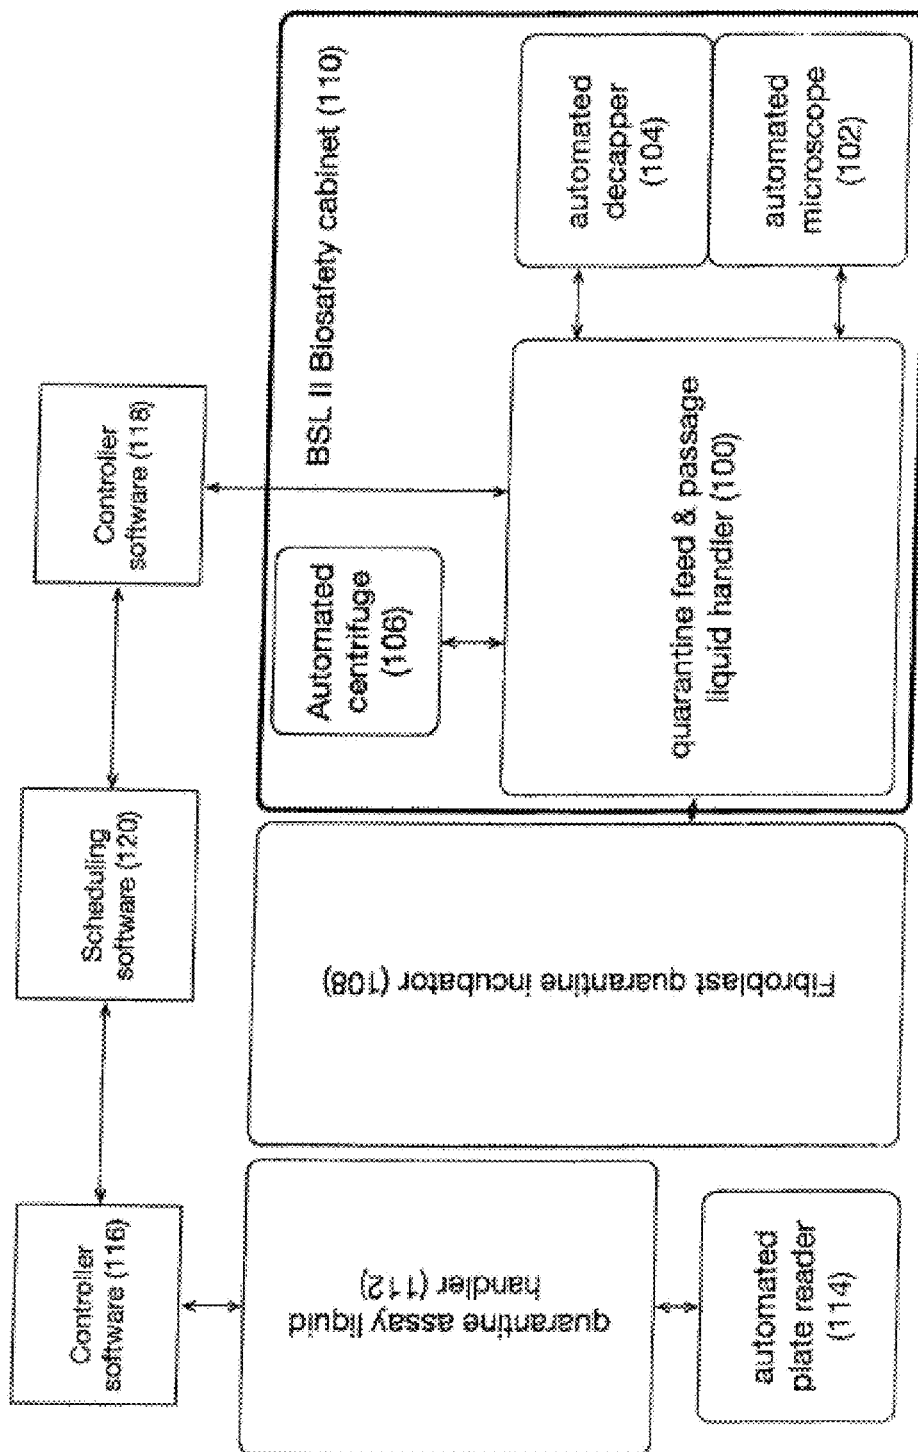 Controller
software (116)
Scheduling
software (120)
Controller
software (118)
quarantine assay liquid
handler (112)
Fibroblast quarantine incubator (108)
BSL II Biosafety cabinet (110)
Automated
centrifuge
(106)
automated
decapper
(104)
automated
plate reader
(114)
quarantine feed & passage
liquid handler (100)
automated
microscope
(102)